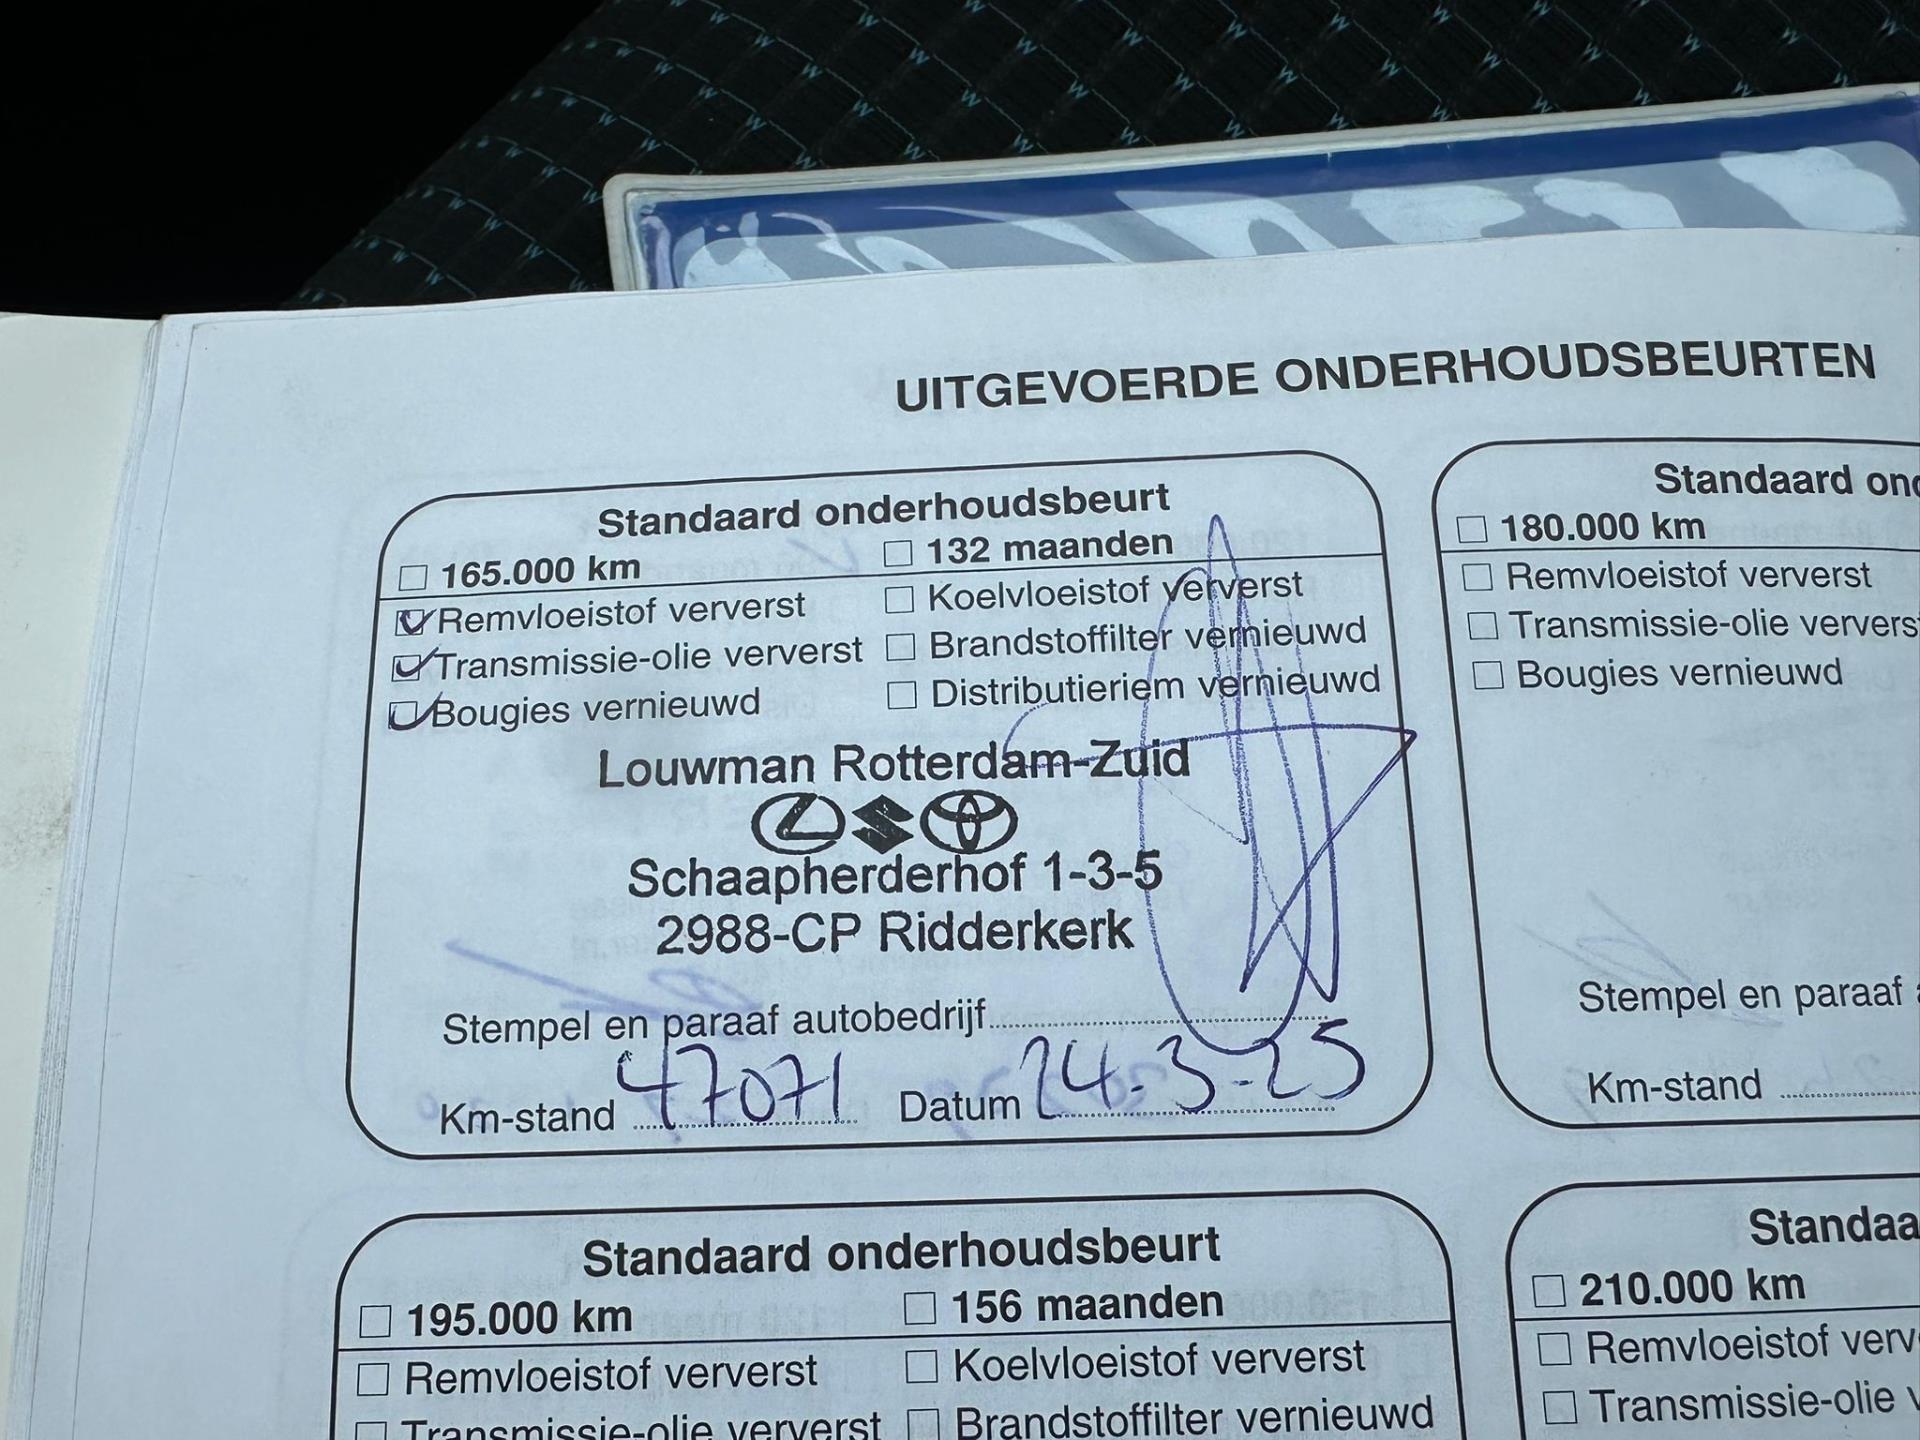 UITGEVOERDE ONDERHOUDSBEURTEN
Standaard onderhoudsbeurt
165.000 km 132 maanden
Remvloeistof ververst Koelvloeistof ververst
Transmissie-olie ververst Brandstoffilter vernieuwd
Bougies vernieuwd Distributieriem vernieuwd
Louwman Rotterdam-Zuid
Schaapherderhof 1-3-5
2988-CP Ridderkerk
Stempel en paraaf autobedrijf
Km-stand 47071 Datum 24-3-25
Standaard
180.000 km
Remvloeistof ververst
Transmissie-olie ververst
Bougies vernieuwd
Stempel en paraaf
Km-stand
Standaard onderhoudsbeurt
195.000 km 156 maanden
Remvloeistof ververst Koelvloeistof ververst
Transmissie-olie ververst Brandstoffilter vernieuwd
210.000 km
Remvloeistof
Transmissie-olie